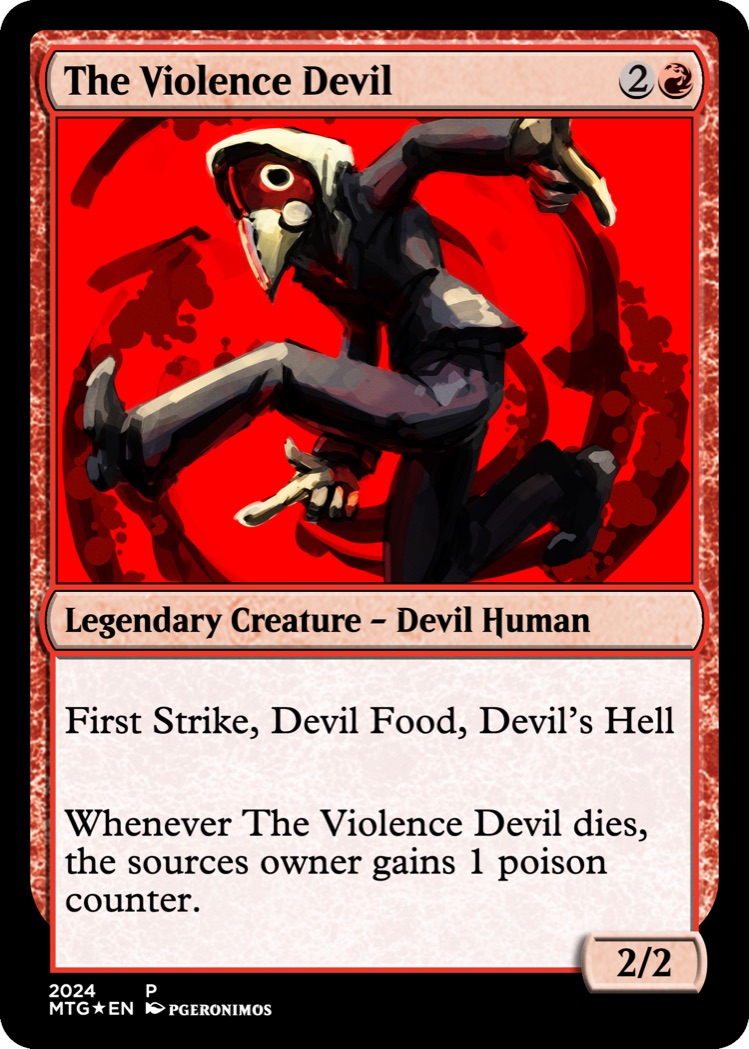 The Violence Devil 2
Legendary Creature – Devil Human
First Strike, Devil Food, Devil's Hell
Whenever The Violence Devil dies,
the sources owner gains 1 poison
counter.
2/2
2024 P
MTG★EN PGERONIMOS